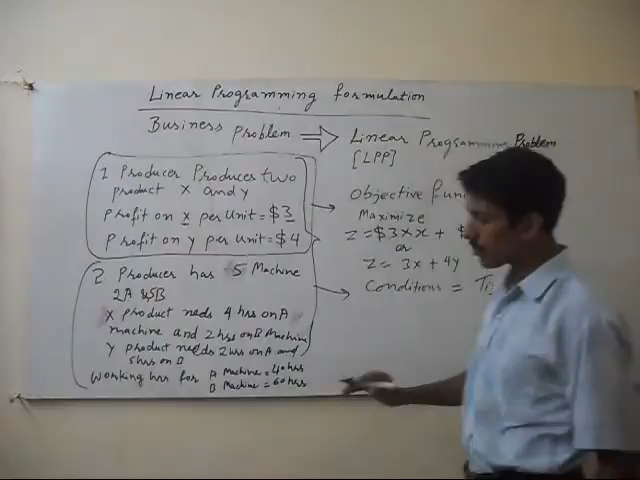 Linear Programming formulation
Business problem ⇒ Linear Programming Problem
[LPP]
1 Producer Produces two
product X and Y
Profit on x per Unit = $3
Profit on y per Unit = $4
Objective Fun
Maximize
Z = $3 × x + $
or
Z = 3x + 4y
Conditions =
2 Producer has 5 Machine
2A &
X product neds 4 hrs on A
machine and 2 hrs on B Machine
Y product needs 2 hrs on A and
5 hrs on B
Working hrs for A Machine = 40 hrs
B Machine = 60 hrs